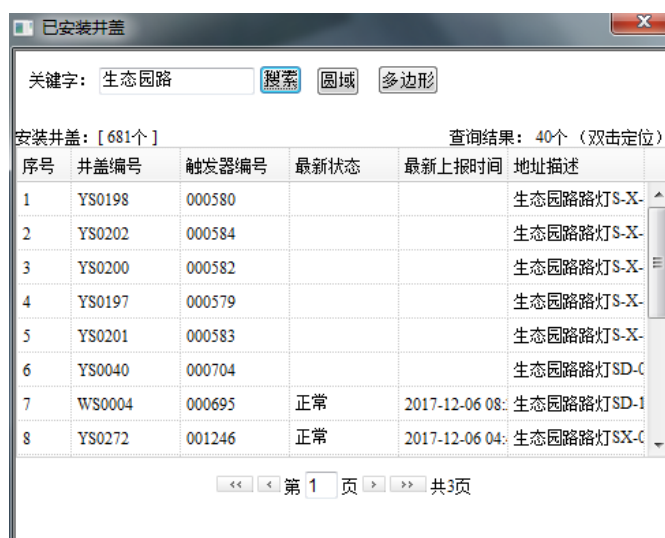 已安装井盖
关键字： 生态园路 搜索 圆域 多边形
安装井盖：[ 681个 ] 查询结果： 40个 （双击定位）
序号 井盖编号 触发器编号 最新状态 最新上报时间 地址描述
1 YS0198 000580 生态园路路灯S-X-
2 YS0202 000584 生态园路路灯S-X-
3 YS0200 000582 生态园路路灯S-X-
4 YS0197 000579 生态园路路灯S-X-
5 YS0201 000583 生态园路路灯S-X-
6 YS0040 000704 生态园路路灯SD-0
7 WS0004 000695 正常 2017-12-06 08: 生态园路路灯SD-1
8 YS0272 001246 正常 2017-12-06 04: 生态园路路灯SX-0
第 1 页 共3页